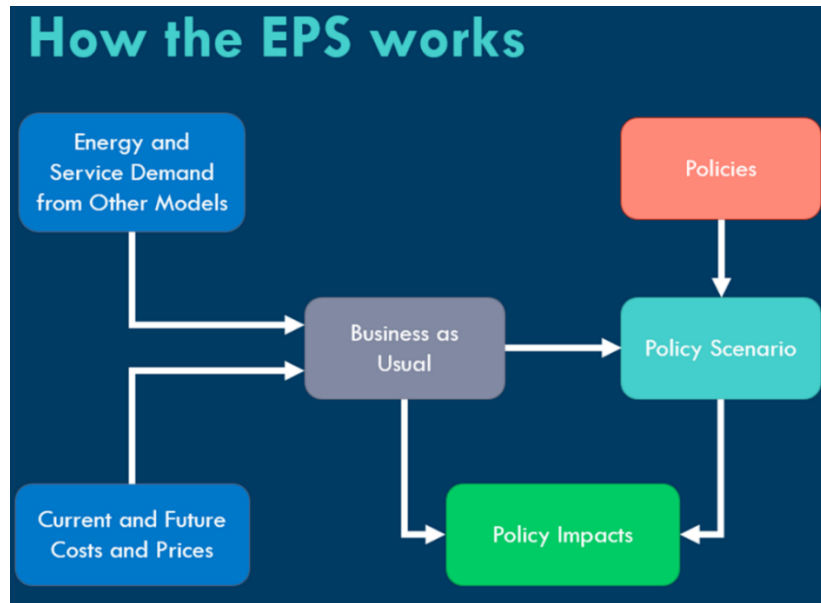 How the EPS works
Energy and
Service Demand
from Other Models
Policies
Business as
Usual
Policy Scenario
Current and Future
Costs and Prices
Policy Impacts